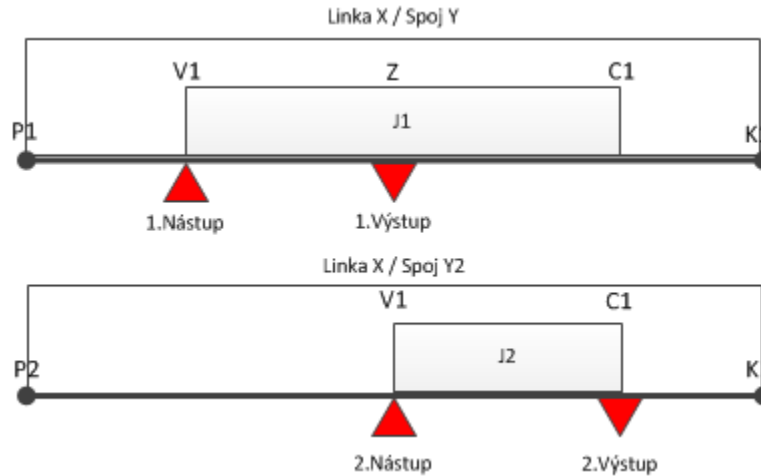 Linka X / Spoj Y
V1 Z C1
J1
P1 K
1.Nástup 1.Výstup
Linka X / Spoj Y2
V1 C1
J2
P2 K
2.Nástup 2.Výstup